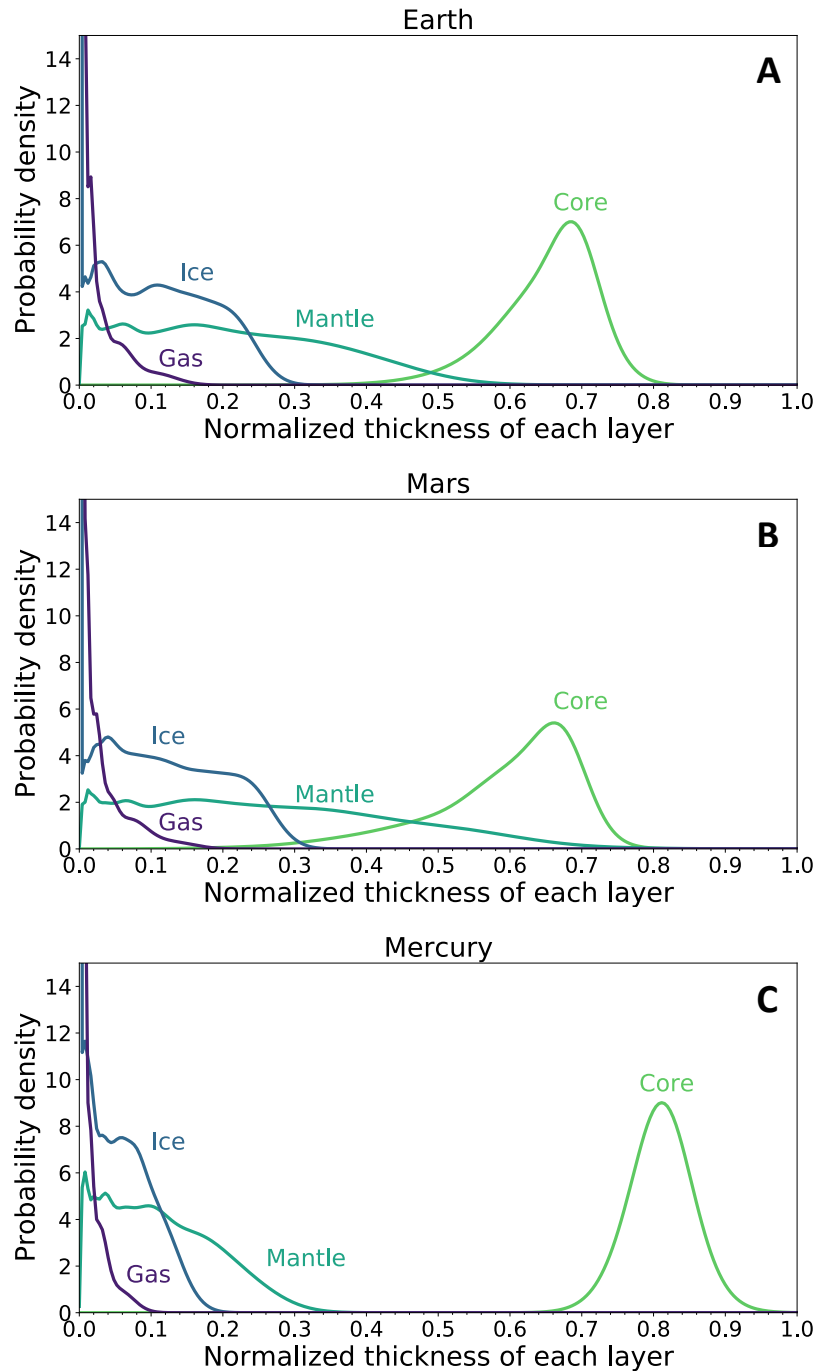 Earth
A
14
12
10
8
6
4
2
0
Probability density
Core
Ice
Mantle
Gas
0.0 0.1 0.2 0.3 0.4 0.5 0.6 0.7 0.8 0.9 1.0
Normalized thickness of each layer
Mars
B
14
12
10
8
6
4
2
0
Probability density
Core
Ice
Mantle
Gas
0.0 0.1 0.2 0.3 0.4 0.5 0.6 0.7 0.8 0.9 1.0
Normalized thickness of each layer
Mercury
C
14
12
10
8
6
4
2
0
Probability density
Core
Ice
Mantle
Gas
0.0 0.1 0.2 0.3 0.4 0.5 0.6 0.7 0.8 0.9 1.0
Normalized thickness of each layer